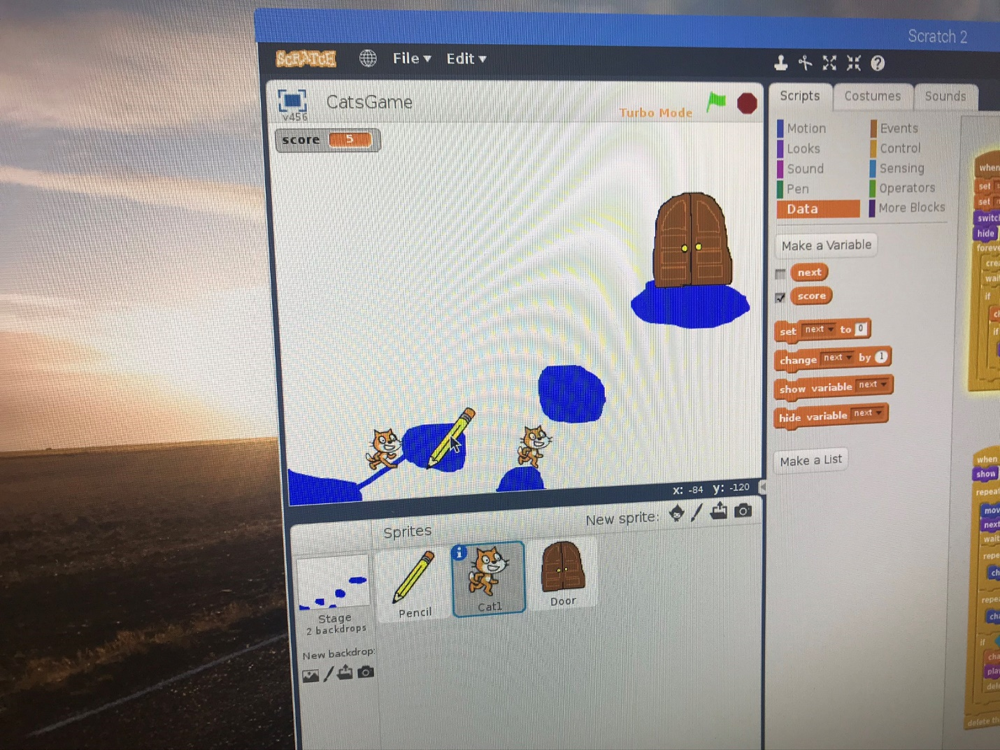 Scratch 2
SCRATCH File Edit
CatsGame
v456
Turbo Mode
score 5
x: -84 y: -120
Sprites
New sprite:
Stage
2 backdrops
New backdrop:
Pencil
Cat1
Door
Scripts Costumes Sounds
Motion Events
Looks Control
Sound Sensing
Pen Operators
Data More Blocks
Make a Variable
next
score
set next to 0
change next by 1
show variable next
hide variable next
Make a List
when
set
set
switc
hide
foreve
crea
wai
if
c
if
when
show
repeat
mov
next
wait
repe
ch
repe
cha
if
cha
pla
dele
delete th